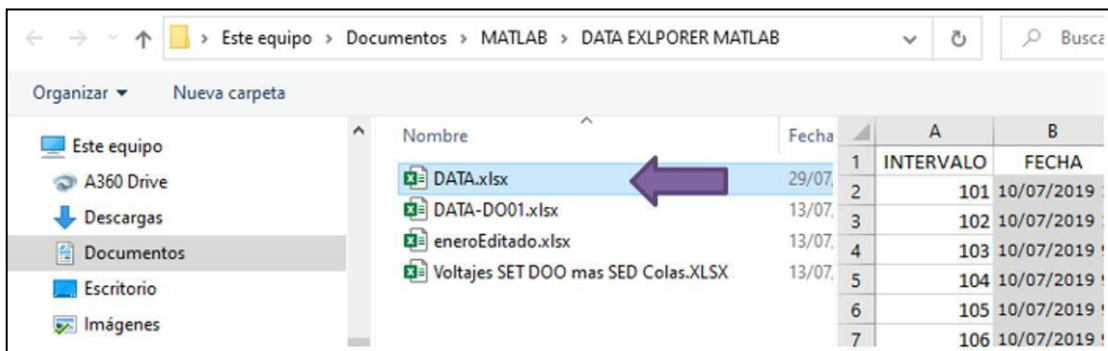 Este equipo > Documentos > MATLAB > DATA EXLPORER MATLAB
Busca
Organizar
Nueva carpeta
Este equipo
A360 Drive
Descargas
Documentos
Escritorio
Imágenes
Nombre
Fecha
DATA.xlsx
29/07
DATA-DO01.xlsx
13/07
eneroEditado.xlsx
13/07
Voltajes SET DOO mas SED Colas.XLSX
13/07
A B
1 INTERVALO FECHA
2 101 10/07/2019
3 102 10/07/2019
4 103 10/07/2019
5 104 10/07/2019
6 105 10/07/2019
7 106 10/07/2019